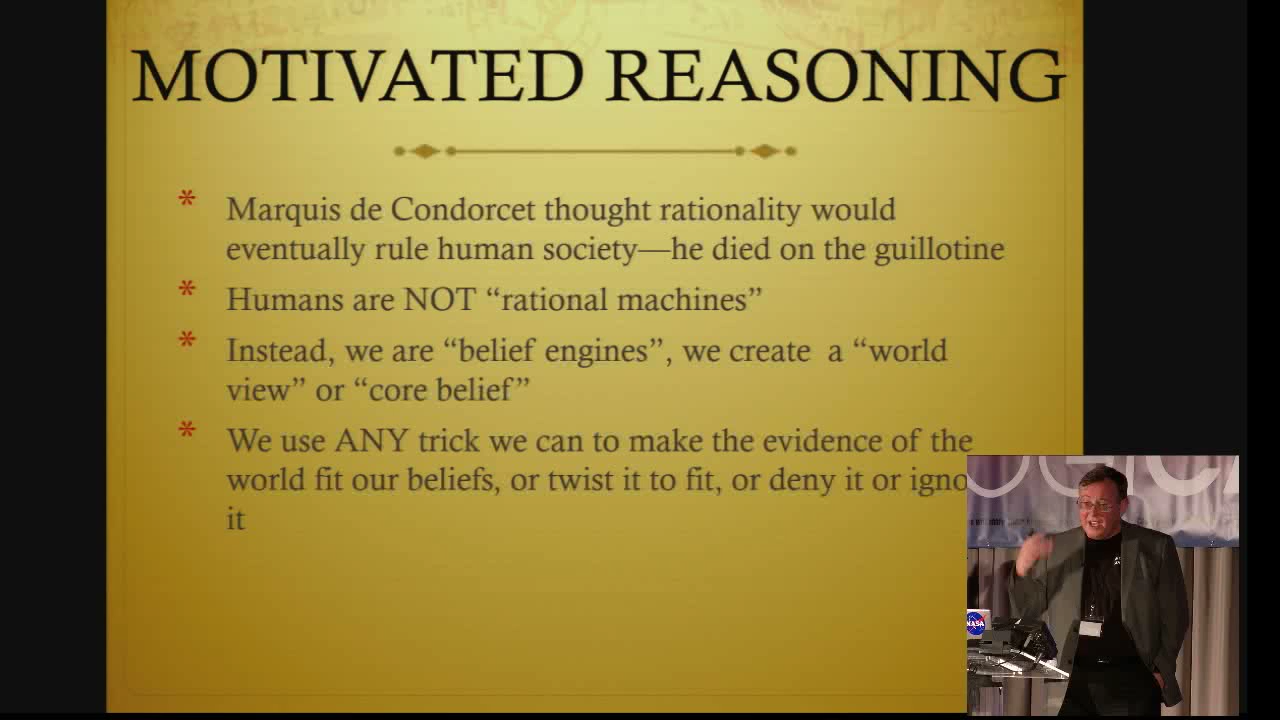 MOTIVATED REASONING
* Marquis de Condorcet thought rationality would
eventually rule human society—he died on the guillotine
* Humans are NOT “rational machines”
* Instead, we are “belief engines”, we create a “world
view” or “core belief”
* We use ANY trick we can to make the evidence of the
world fit our beliefs, or twist it to fit, or deny it or igno
it
NASA